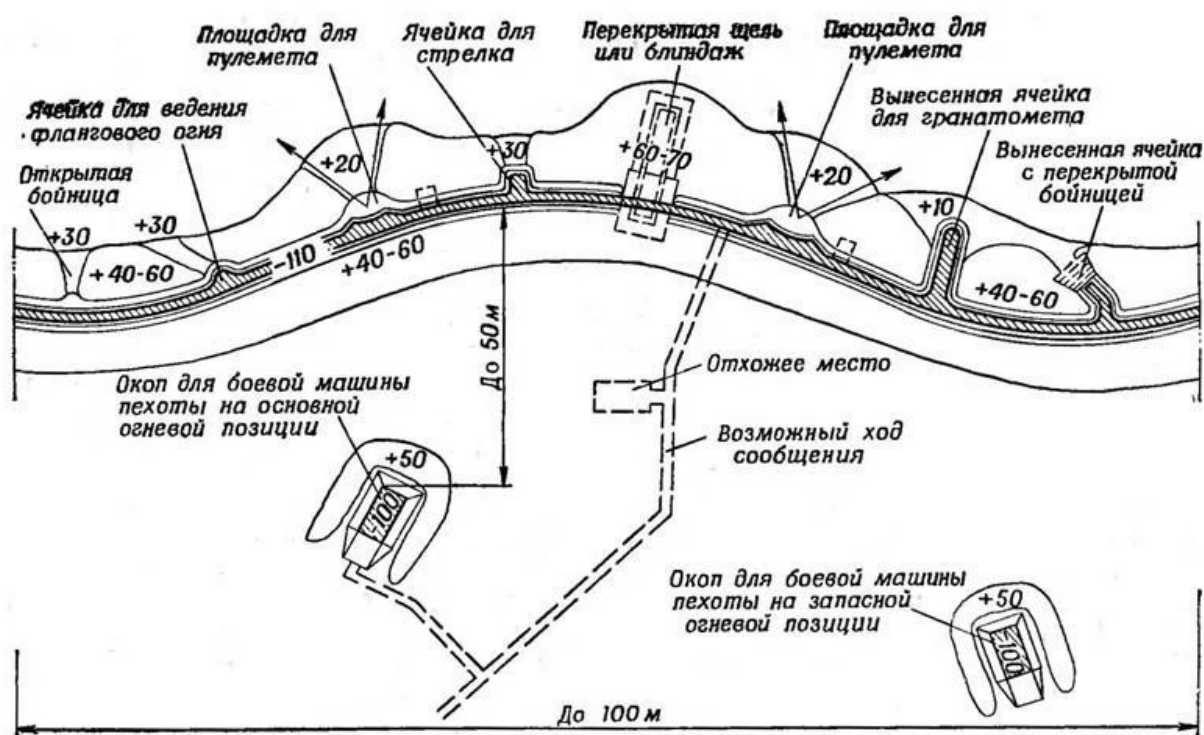 Площадка для
пулемета
Ячейка для
стрелка
Перекрытая щель
или блиндаж
Площадка для
пулемета
Ячейка для ведения
флангового огня
Вынесенная ячейка
для гранатомета
Открытая
бойница
Вынесенная ячейка
с перекрытой
бойницей
+30
+30
+40-60
+20
+30
+60-70
+20
+10
+40-60
-110
+40-60
До 50м
Окоп для боевой машины
пехоты на основной
огневой позиции
Отхожее место
Возможный ход
сообщения
+50
-100
Окоп для боевой машины
пехоты на запасной
огневой позиции
+50
-100
До 100м